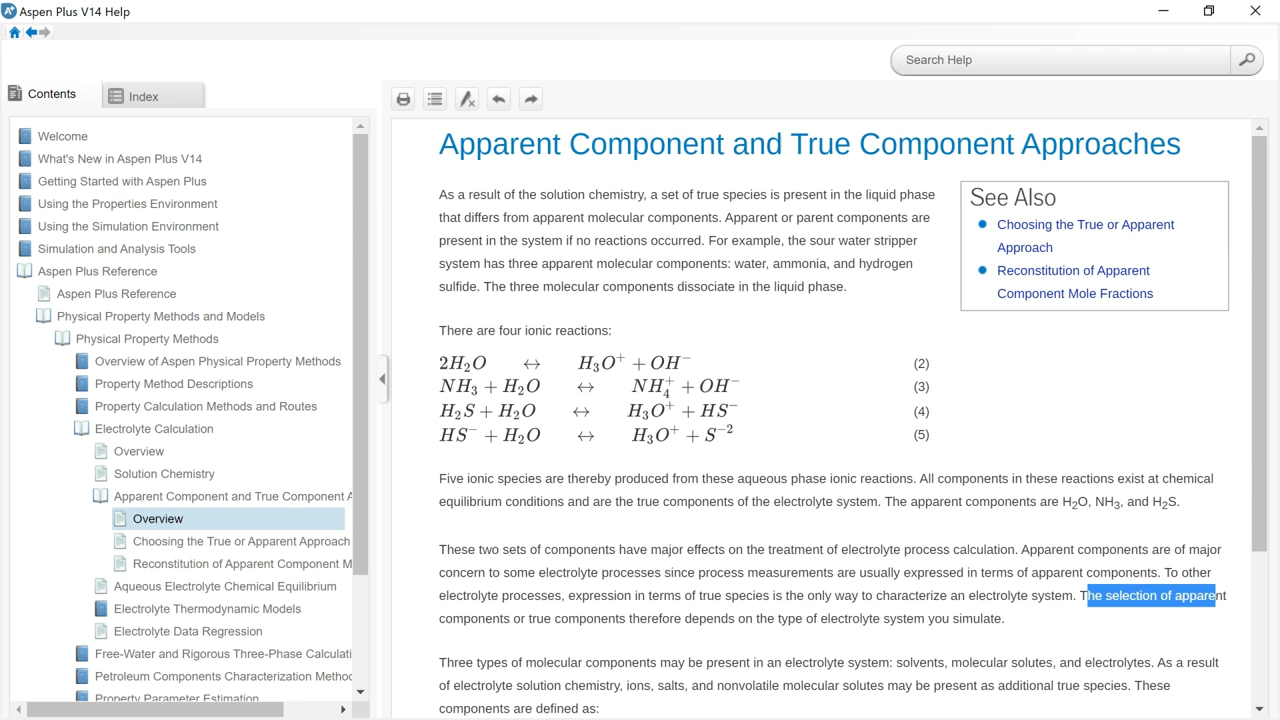 Aspen Plus V14 Help
Search Help
Contents
Index
Welcome
What's New in Aspen Plus V14
Getting Started with Aspen Plus
Using the Properties Environment
Using the Simulation Environment
Simulation and Analysis Tools
Aspen Plus Reference
Aspen Plus Reference
Physical Property Methods and Models
Physical Property Methods
Overview of Aspen Physical Property Methods
Property Method Descriptions
Property Calculation Methods and Routes
Electrolyte Calculation
Overview
Solution Chemistry
Apparent Component and True Component A
Overview
Choosing the True or Apparent Approach
Reconstitution of Apparent Component M
Aqueous Electrolyte Chemical Equilibrium
Electrolyte Thermodynamic Models
Electrolyte Data Regression
Free-Water and Rigorous Three-Phase Calculati
Petroleum Components Characterization Method
Property Parameter Estimation
Apparent Component and True Component Approaches
As a result of the solution chemistry, a set of true species is present in the liquid phase
that differs from apparent molecular components. Apparent or parent components are
present in the system if no reactions occurred. For example, the sour water stripper
system has three apparent molecular components: water, ammonia, and hydrogen
sulfide. The three molecular components dissociate in the liquid phase.
See Also
Choosing the True or Apparent
Approach
Reconstitution of Apparent
Component Mole Fractions
There are four ionic reactions:
2H₂O ↔ H₃O⁺ + OH⁻ (2)
NH₃ + H₂O ↔ NH₄⁺ + OH⁻ (3)
H₂S + H₂O ↔ H₃O⁺ + HS⁻ (4)
HS⁻ + H₂O ↔ H₃O⁺ + S⁻² (5)
Five ionic species are thereby produced from these aqueous phase ionic reactions. All components in these reactions exist at chemical
equilibrium conditions and are the true components of the electrolyte system. The apparent components are H₂O, NH₃, and H₂S.
These two sets of components have major effects on the treatment of electrolyte process calculation. Apparent components are of major
concern to some electrolyte processes since process measurements are usually expressed in terms of apparent components. To other
electrolyte processes, expression in terms of true species is the only way to characterize an electrolyte system. The selection of apparent
components or true components therefore depends on the type of electrolyte system you simulate.
Three types of molecular components may be present in an electrolyte system: solvents, molecular solutes, and electrolytes. As a result
of electrolyte solution chemistry, ions, salts, and nonvolatile molecular solutes may be present as additional true species. These
components are defined as: